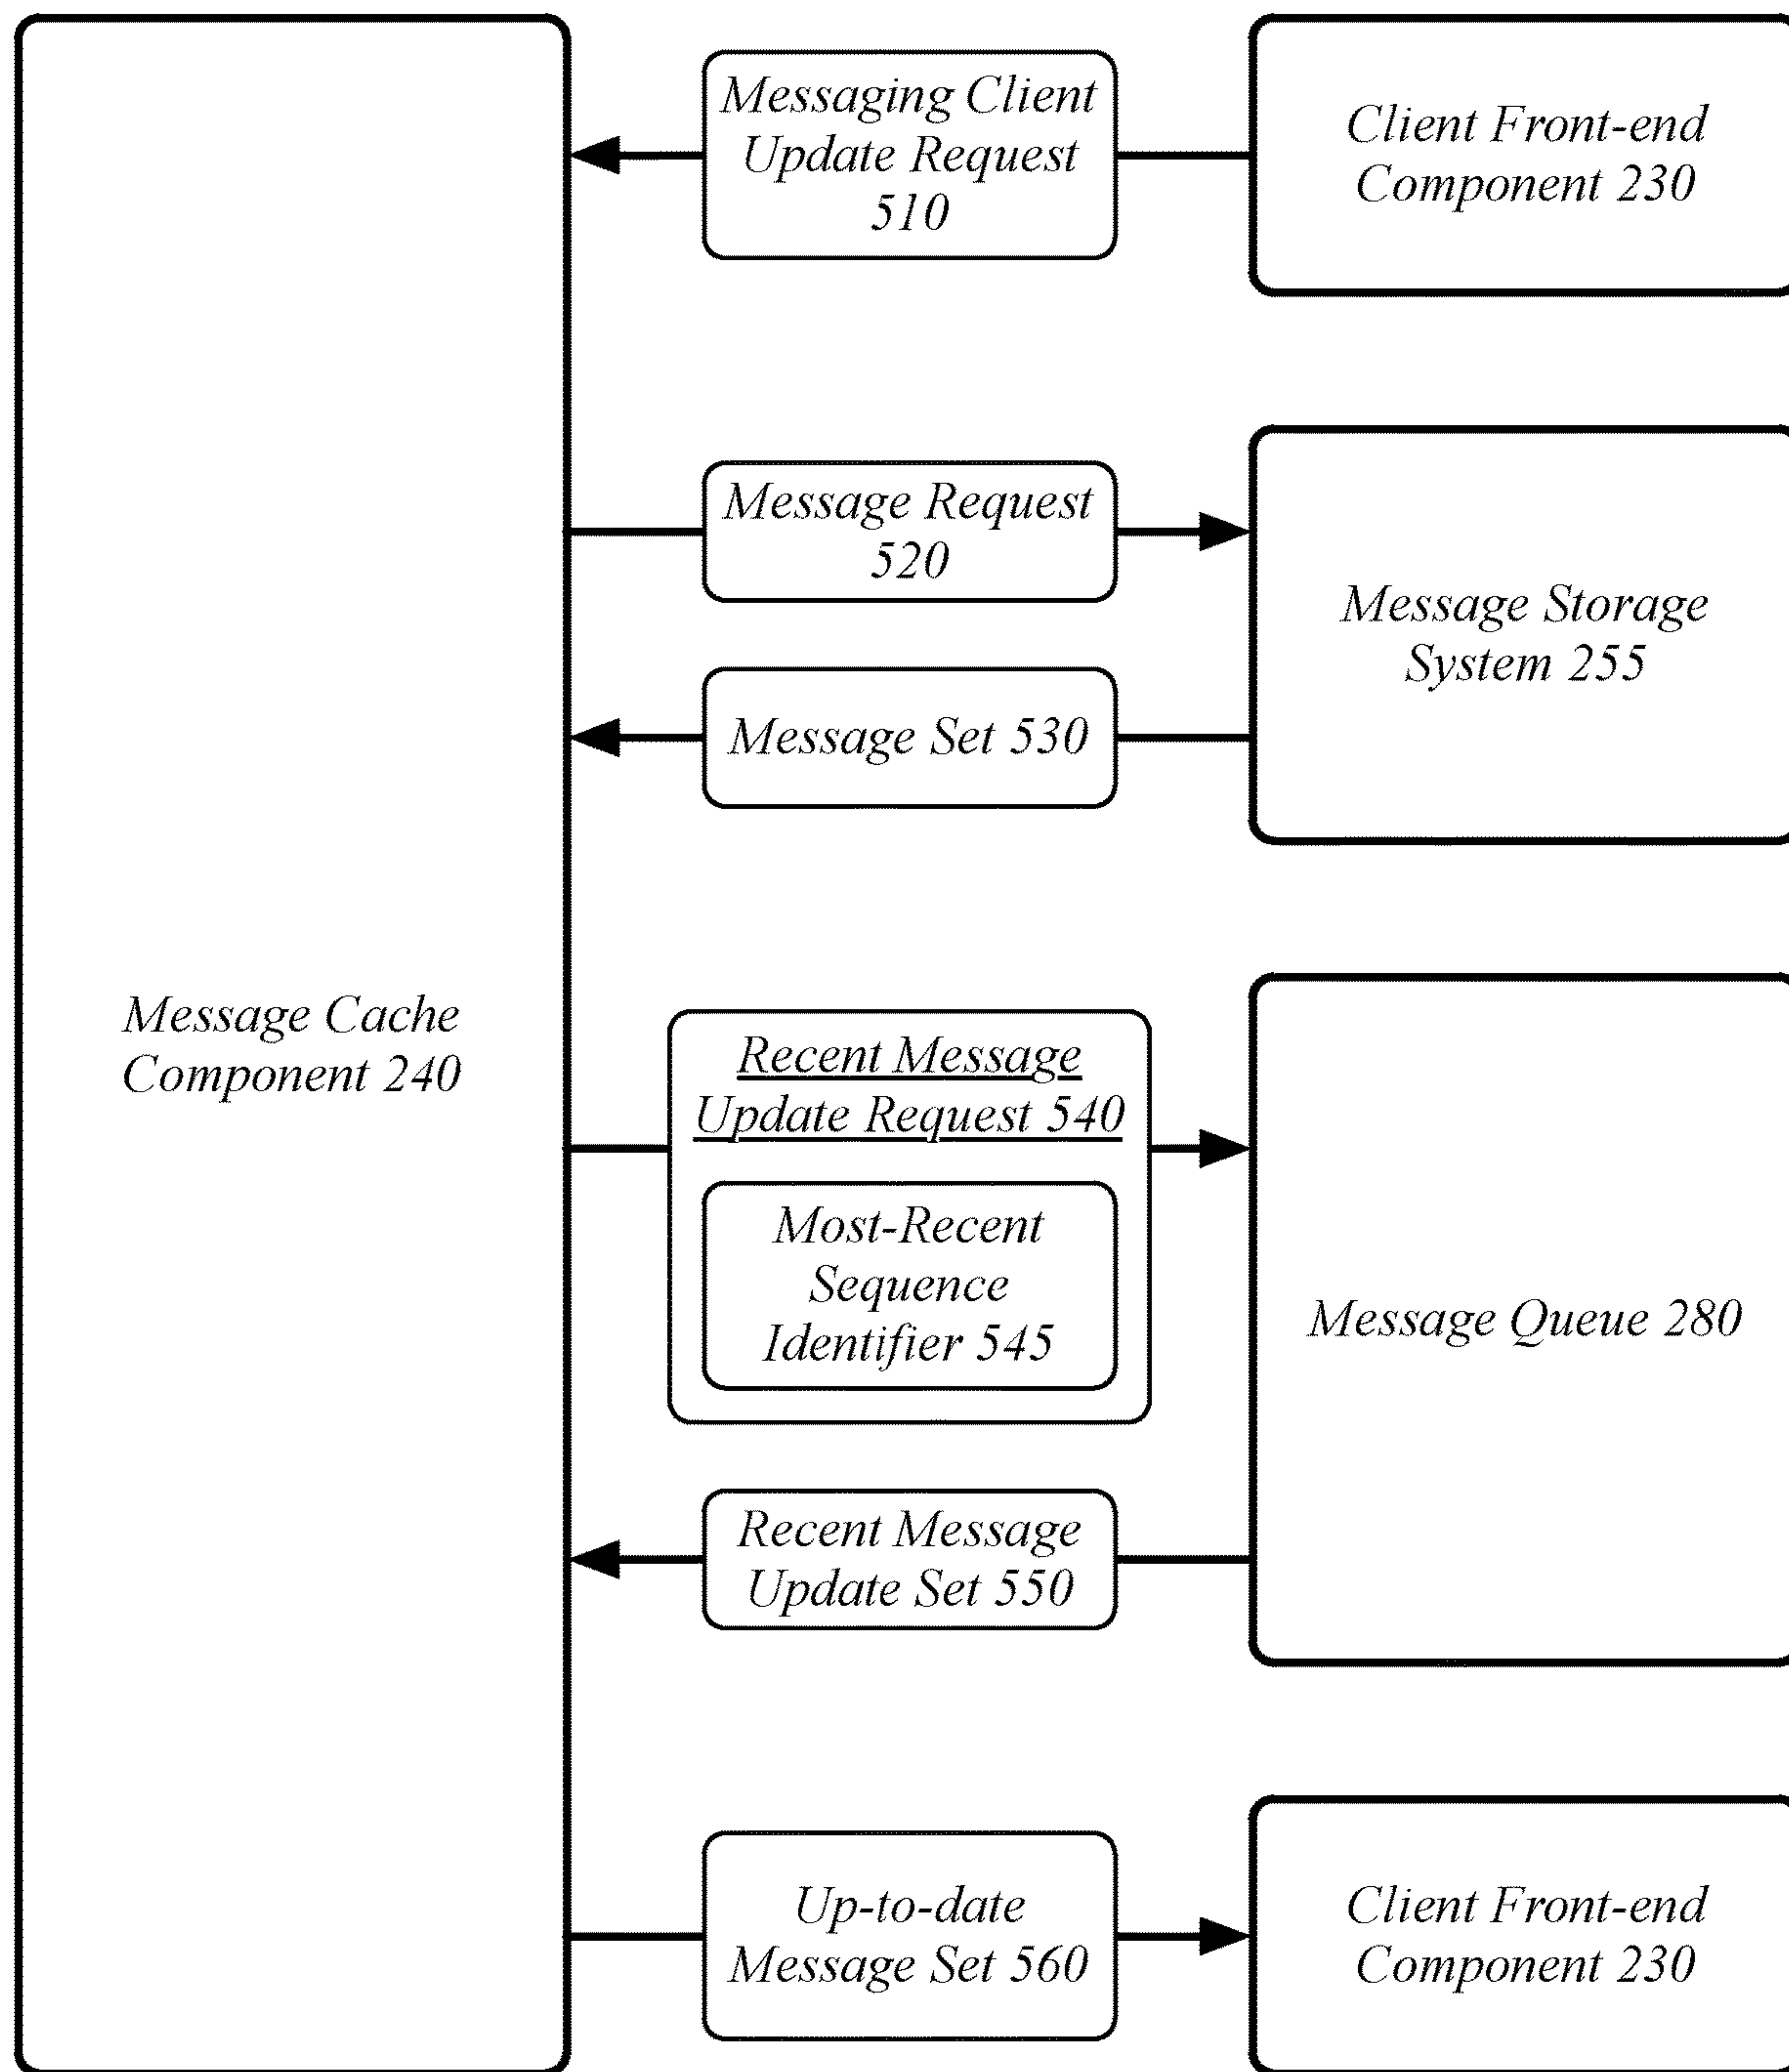 Messaging Client
Update Request
510
Client Front-end
Component 230
Message Request
520
Message Storage
System 255
Message Set 530
Message Cache
Component 240
Recent Message
Update Request 540
Most-Recent
Sequence
Identifier 545
Message Queue 280
Recent Message
Update Set 550
Up-to-date
Message Set 560
Client Front-end
Component 230